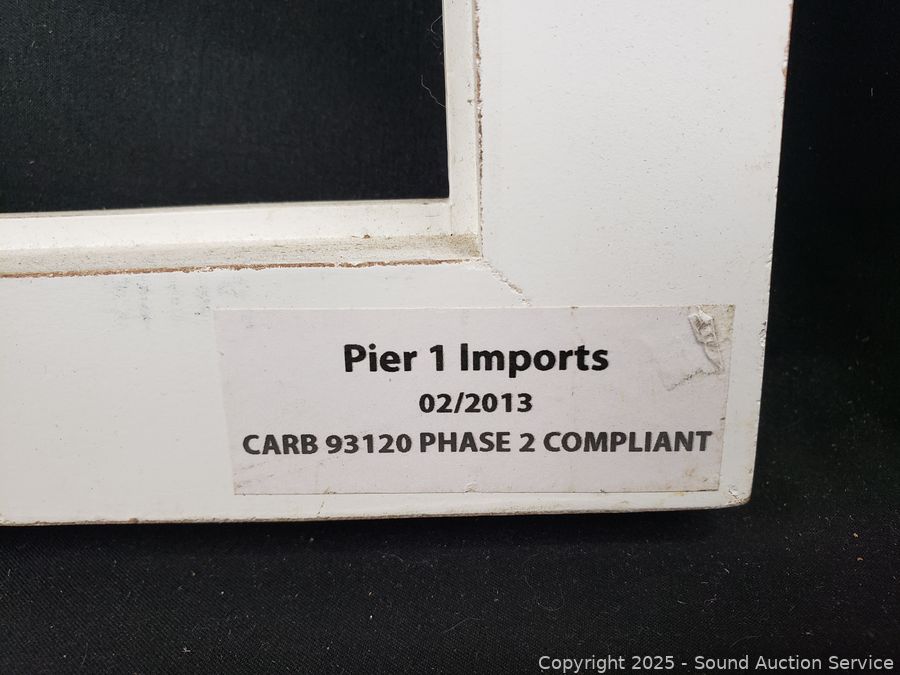 Pier 1 Imports
02/2013
CARB 93120 PHASE 2 COMPLIANT
Copyright 2025 - Sound Auction Service